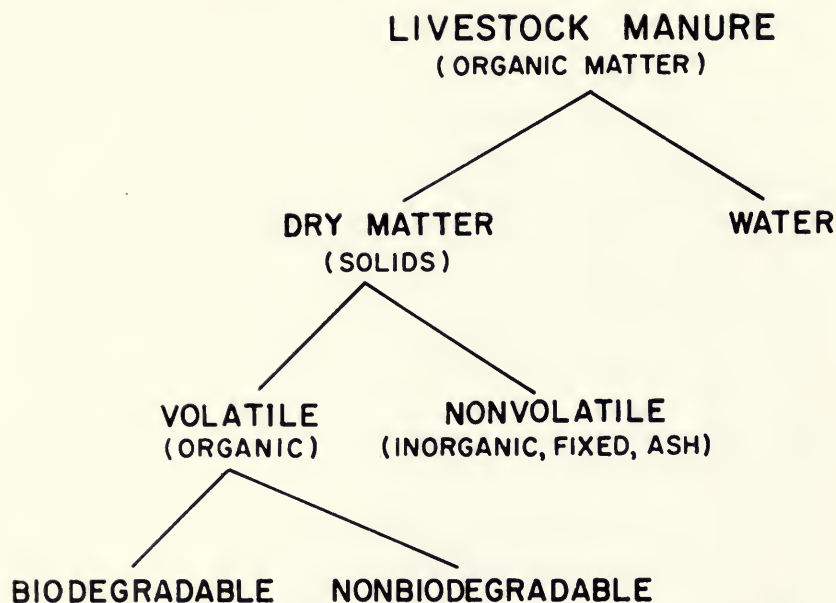 LIVESTOCK MANURE
(ORGANIC MATTER)
DRY MATTER
(SOLIDS)
WATER
VOLATILE
(ORGANIC)
NONVOLATILE
(INORGANIC, FIXED, ASH)
BIODEGRADABLE
NONBIODEGRADABLE